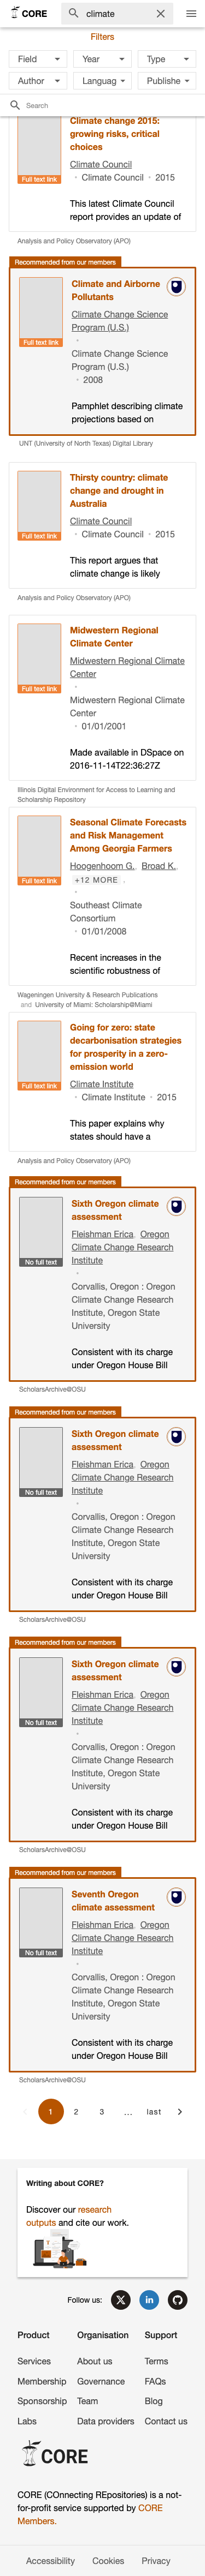 CORE
climate
Filters
Field
Year
Type
Author
Languag
Publishe
Search
Climate change 2015:
growing risks, critical
choices
Climate Council
Climate Council • 2015
This latest Climate Council
report provides an update of
Full text link
Analysis and Policy Observatory (APO)
Recommended from our members
Climate and Airborne
Pollutants
Climate Change Science
Program (U.S.)
•
Climate Change Science
Program (U.S.)
• 2008
Full text link
Pamphlet describing climate
projections based on
UNT (University of North Texas) Digital Library
Thirsty country: climate
change and drought in
Australia
Climate Council
• Climate Council • 2015
Full text link
This report argues that
climate change is likely
Analysis and Policy Observatory (APO)
Midwestern Regional
Climate Center
Midwestern Regional Climate
Center
•
Midwestern Regional Climate
Center
Full text link
• 01/01/2001
Made available in DSpace on
2016-11-14T22:36:27Z
Illinois Digital Environment for Access to Learning and
Scholarship Repository
Seasonal Climate Forecasts
and Risk Management
Among Georgia Farmers
Hoogenhoom G., Broad K.,
+12 MORE .
Full text link
•
Southeast Climate
Consortium
• 01/01/2008
Recent increases in the
scientific robustness of
Wageningen University & Research Publications
and University of Miami: Scholarship@Miami
Going for zero: state
decarbonisation strategies
for prosperity in a zero-
emission world
Climate Institute
Full text link
• Climate Institute • 2015
This paper explains why
states should have a
Analysis and Policy Observatory (APO)
Recommended from our members
Sixth Oregon climate
assessment
Fleishman Erica, Oregon
Climate Change Research
Institute
No full text
•
Corvallis, Oregon : Oregon
Climate Change Research
Institute, Oregon State
University
Consistent with its charge
under Oregon House Bill
ScholarsArchive@OSU
Recommended from our members
Sixth Oregon climate
assessment
Fleishman Erica, Oregon
Climate Change Research
Institute
No full text
•
Corvallis, Oregon : Oregon
Climate Change Research
Institute, Oregon State
University
Consistent with its charge
under Oregon House Bill
ScholarsArchive@OSU
Recommended from our members
Sixth Oregon climate
assessment
Fleishman Erica, Oregon
Climate Change Research
Institute
No full text
•
Corvallis, Oregon : Oregon
Climate Change Research
Institute, Oregon State
University
Consistent with its charge
under Oregon House Bill
ScholarsArchive@OSU
Recommended from our members
Seventh Oregon
climate assessment
Fleishman Erica, Oregon
Climate Change Research
Institute
No full text
•
Corvallis, Oregon : Oregon
Climate Change Research
Institute, Oregon State
University
Consistent with its charge
under Oregon House Bill
ScholarsArchive@OSU
1 2 3 ... last
Writing about CORE?
Discover our research
outputs and cite our work.
Follow us:
Product
Services
Membership
Sponsorship
Labs
Organisation
About us
Governance
Team
Data providers
Support
Terms
FAQs
Blog
Contact us
CORE
CORE (COnnecting REpositories) is a not-
for-profit service supported by CORE
Members.
Accessibility
Cookies
Privacy